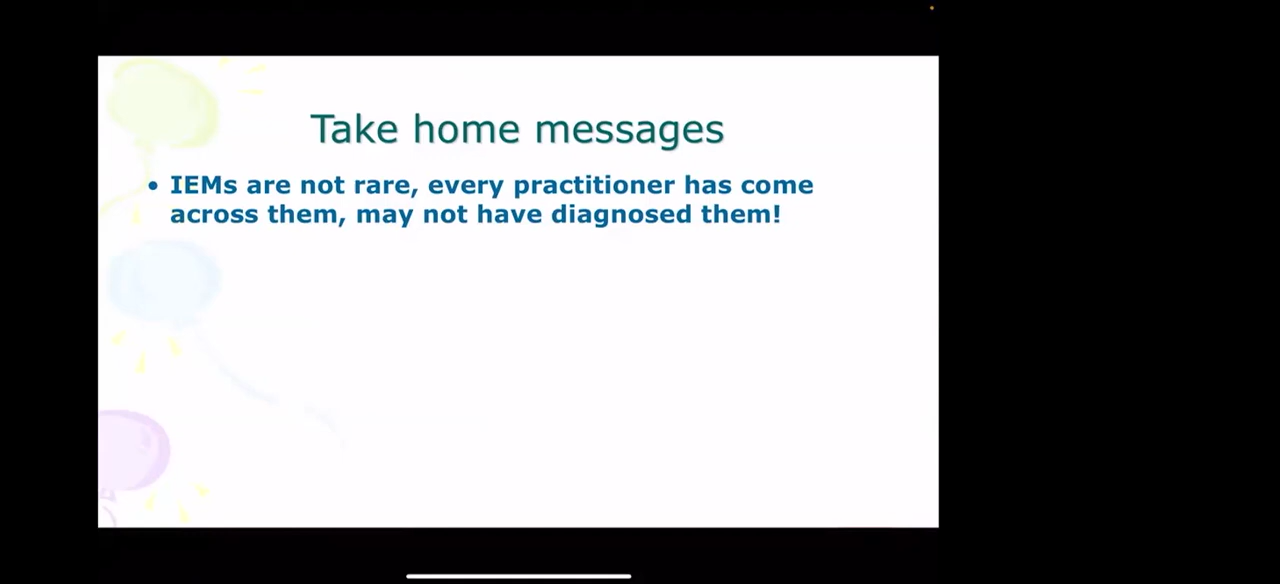 Take home messages
• IEMs are not rare, every practitioner has come
across them, may not have diagnosed them!